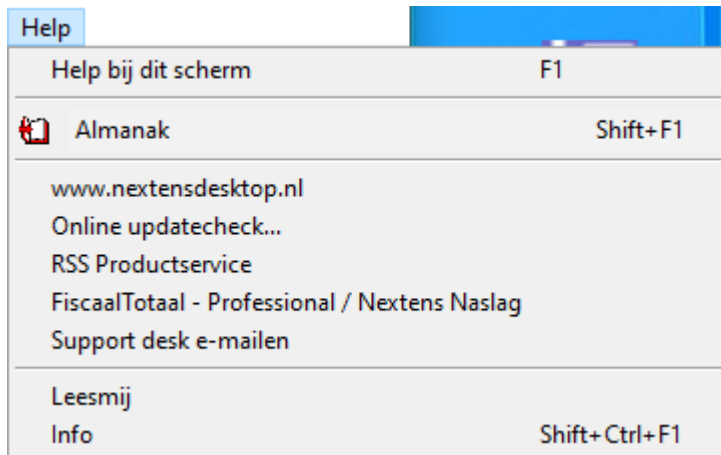 Help
Help bij dit scherm F1
Almanak Shift+F1
www.nextensdesktop.nl
Online updatecheck...
RSS Productservice
FiscaalTotaal - Professional / Nextens Naslag
Support desk e-mailen
Leesmij
Info Shift+Ctrl+F1